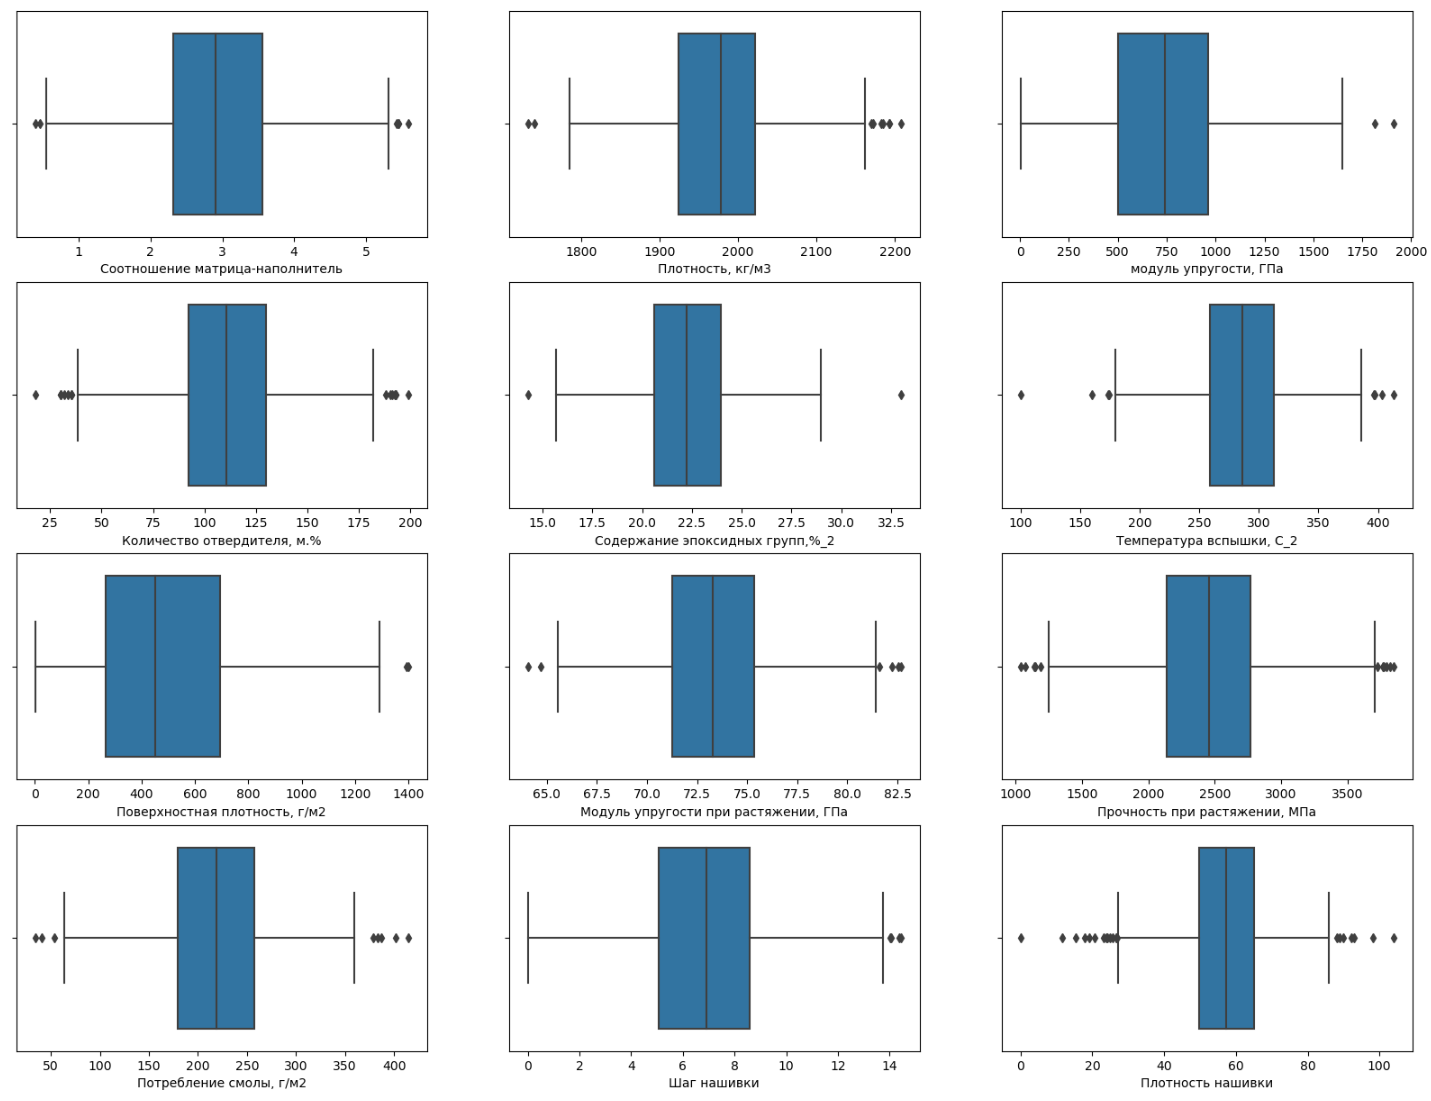 1 2 3 4 5
Соотношение матрица-наполнитель
1800 1900 2000 2100 2200
Плотность, кг/м3
0 250 500 750 1000 1250 1500 1750 2000
модуль упругости, ГПа
25 50 75 100 125 150 175 200
Количество отвердителя, м.%
15.0 17.5 20.0 22.5 25.0 27.5 30.0 32.5
Содержание эпоксидных групп,%_2
100 150 200 250 300 350 400
Температура вспышки, С_2
0 200 400 600 800 1000 1200 1400
Поверхностная плотность, г/м2
65.0 67.5 70.0 72.5 75.0 77.5 80.0 82.5
Модуль упругости при растяжении, ГПа
1000 1500 2000 2500 3000 3500
Прочность при растяжении, МПа
50 100 150 200 250 300 350 400
Потребление смолы, г/м2
0 2 4 6 8 10 12 14
Шаг нашивки
0 20 40 60 80 100
Плотность нашивки